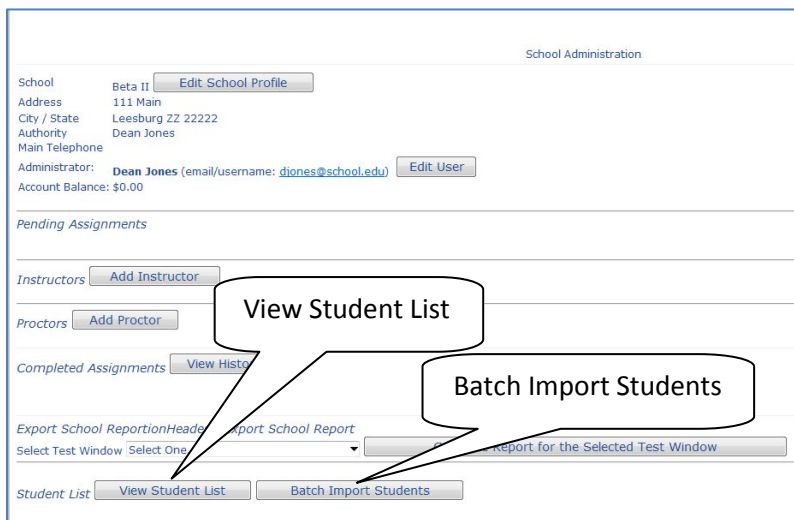 School Administration
School Beta II Edit School Profile
Address 111 Main
City / State Leesburg ZZ 22222
Authority Dean Jones
Main Telephone
Administrator: Dean Jones (email/username: djones@school.edu) Edit User
Account Balance: $0.00
Pending Assignments
Instructors Add Instructor
Proctors Add Proctor
View Student List
Completed Assignments View
Batch Import Students
Export School Export School Report
Select Test Window Select One Report for the Selected Test Window
Student List View Student List Batch Import Students